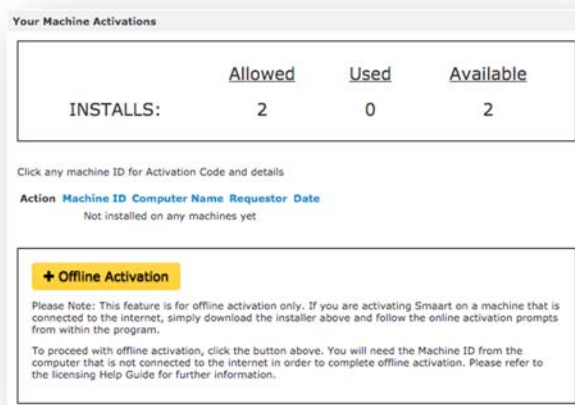 Your Machine Activations
Allowed Used Available
INSTALLS: 2 0 2
Click any machine ID for Activation Code and details
Action Machine ID Computer Name Requestor Date
Not installed on any machines yet
+ Offline Activation
Please Note: This feature is for offline activation only. If you are activating Smaart on a machine that is
connected to the internet, simply download the installer above and follow the online activation prompts
from within the program.
To proceed with offline activation, click the button above. You will need the Machine ID from the
computer that is not connected to the internet in order to complete offline activation. Please refer to
the licensing Help Guide for further information.